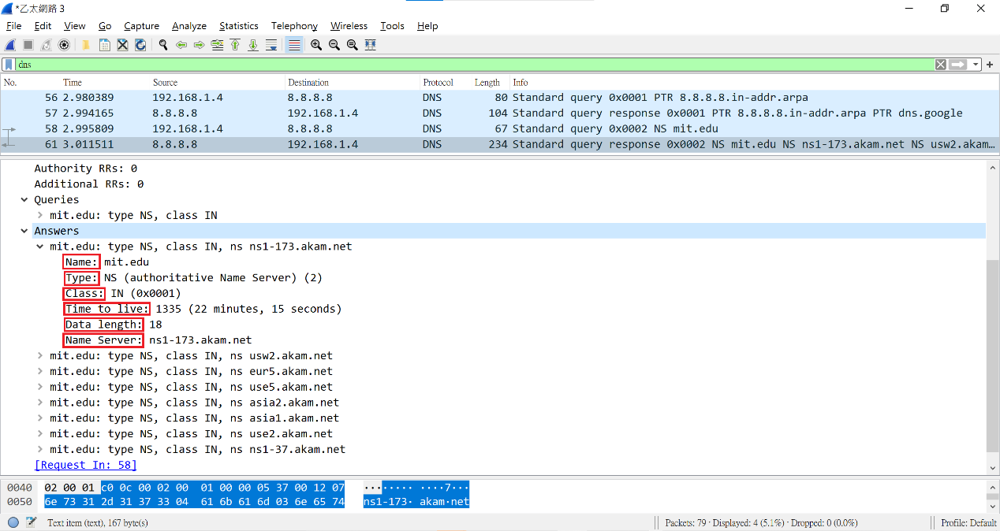 *乙太網路 3
File Edit View Go Capture Analyze Statistics Telephony Wireless Tools Help
dns
No. Time Source Destination Protocol Length Info
56 2.980389 192.168.1.4 8.8.8.8 DNS 80 Standard query 0x0001 PTR 8.8.8.8.in-addr.arpa
57 2.994165 8.8.8.8 192.168.1.4 DNS 104 Standard query response 0x0001 PTR 8.8.8.8.in-addr.arpa PTR dns.google
58 2.995809 192.168.1.4 8.8.8.8 DNS 67 Standard query 0x0002 NS mit.edu
61 3.011511 8.8.8.8 192.168.1.4 DNS 234 Standard query response 0x0002 NS mit.edu NS ns1-173.akam.net NS usw2.akam…
Authority RRs: 0
Additional RRs: 0
Queries
mit.edu: type NS, class IN
Answers
mit.edu: type NS, class IN, ns ns1-173.akam.net
Name: mit.edu
Type: NS (authoritative Name Server) (2)
Class: IN (0x0001)
Time to live: 1335 (22 minutes, 15 seconds)
Data length: 18
Name Server: ns1-173.akam.net
mit.edu: type NS, class IN, ns usw2.akam.net
mit.edu: type NS, class IN, ns eur5.akam.net
mit.edu: type NS, class IN, ns use5.akam.net
mit.edu: type NS, class IN, ns asia2.akam.net
mit.edu: type NS, class IN, ns asia1.akam.net
mit.edu: type NS, class IN, ns use2.akam.net
mit.edu: type NS, class IN, ns ns1-37.akam.net
[Request In: 58]
0040 02 00 01 c0 0c 00 02 00 01 00 00 05 37 00 12 07 ········ ····7···
0050 6e 73 31 2d 31 37 33 04 61 6b 61 6d 03 6e 65 74 ns1-173· akam·net
Text item (text), 167 byte(s) Packets: 79 · Displayed: 4 (5.1%) · Dropped: 0 (0.0%) Profile: Default